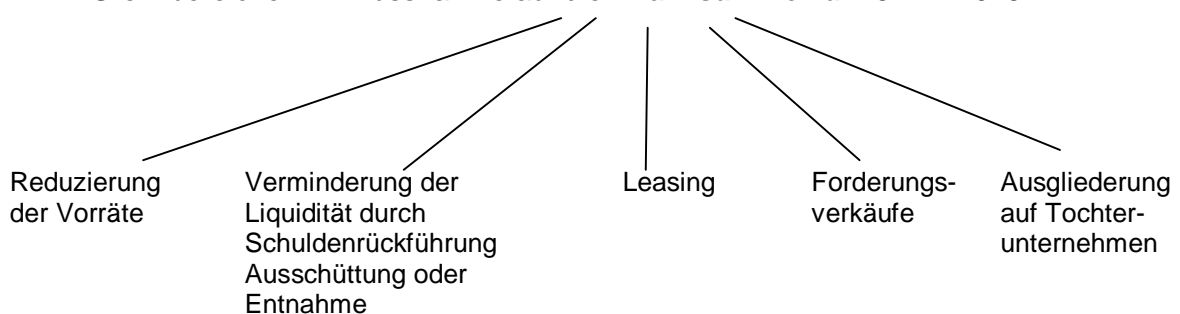 Reduzierung
der Vorräte
Verminderung der
Liquidität durch
Schuldenrückführung
Ausschüttung oder
Entnahme
Leasing
Forderungs-
verkäufe
Ausgliederung
auf Tochter-
unternehmen